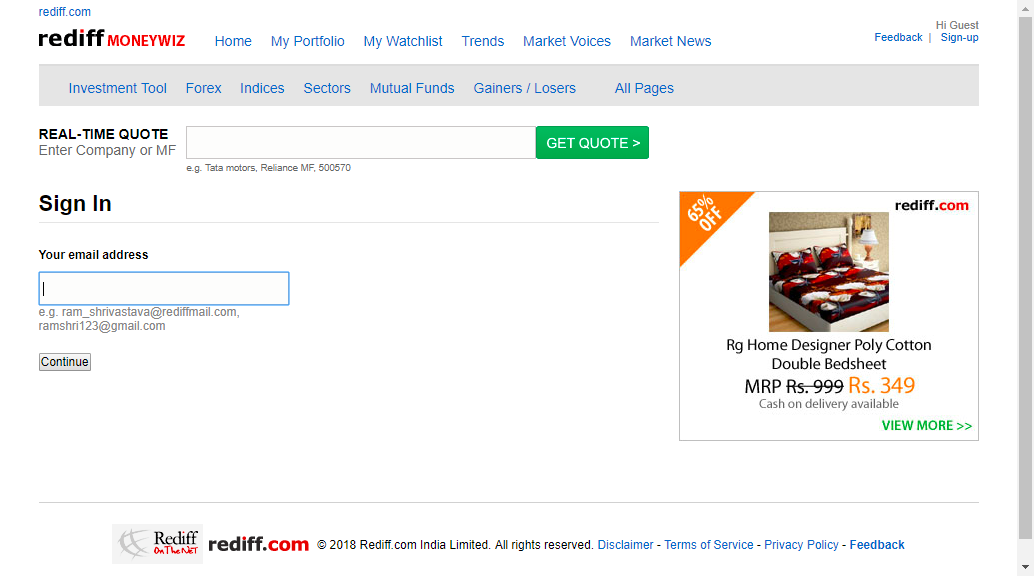 rediff.com
rediff MONEYWIZ Home My Portfolio My Watchlist Trends Market Voices Market News
Hi Guest
Feedback | Sign-up
Investment Tool Forex Indices Sectors Mutual Funds Gainers / Losers All Pages
REAL-TIME QUOTE
Enter Company or MF
GET QUOTE >
e.g. Tata motors, Reliance MF, 500570
Sign In
Your email address
e.g. ram_shrivastava@rediffmail.com,
ramshri123@gmail.com
Continue
65%
OFF
rediff.com
Rg Home Designer Poly Cotton
Double Bedsheet
MRP Rs. 999 Rs. 349
Cash on delivery available
VIEW MORE >>
Rediff
On The NeT
rediff.com © 2018 Rediff.com India Limited. All rights reserved. Disclaimer - Terms of Service - Privacy Policy - Feedback